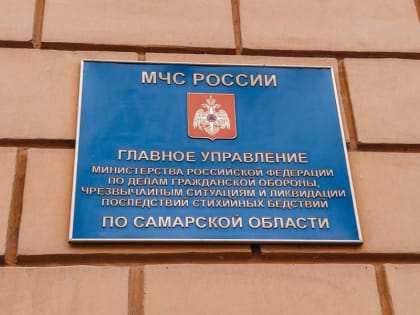 МЧС РОССИИ
ГЛАВНОЕ УПРАВЛЕНИЕ
МИНИСТЕРСТВА РОССИЙСКОЙ ФЕДЕРАЦИИ
ПО ДЕЛАМ ГРАЖДАНСКОЙ ОБОРОНЫ,
ЧРЕЗВЫЧАЙНЫМ СИТУАЦИЯМ И ЛИКВИДАЦИИ
ПОСЛЕДСТВИЙ СТИХИЙНЫХ БЕДСТВИЙ
ПО САМАРСКОЙ ОБЛАСТИ